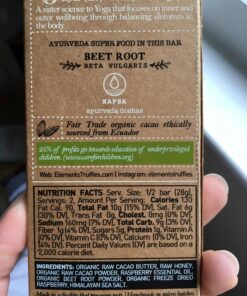 A sister science to Yoga that focuses on inner and
outer wellbeing through balancing elements in
the body.
AYURVEDA SUPER FOOD IN THIS BAR
BEET ROOT
BETA VULGARIS
KAPHA
ayurveda doshas
Fair Trade organic cacao ethically
sourced from Ecuador
25% of profits go towards education of underprivileged
children (www.careforchildren.org)
Web: ElementsTruffles.com | Instagram: elementstruffles
NUTRITION FACTS, Serv. Size: 1/2 bar (28g),
Servings: 2, Amount Per Serving: Calories 130
Fat Cal. 90, Total Fat 10g (15% DV), Sat Fat 6g
(30% DV), Trans Fat 0g, Cholest. 0mg (0% DV),
Sodium 160mg (7% DV), Total Carb. 9g (3% DV),
Fiber 1g (4% DV), Sugars 5g, Protein 1g, Vitamin
A (0% DV), Vitamin C (8% DV), Calcium (0% DV), Iron
(4% DV). Percent Daily Values (DV) are based on a
2,000 calorie diet.
INGREDIENTS: ORGANIC RAW CACAO BUTTER, RAW HONEY,
ORGANIC RAW CACAO POWDER, RASPBERRY ESSENTIAL OIL,
ORGANIC BEET ROOT POWDER, ORGANIC FREEZE DRIED
RASPBERRIES, HIMALAYAN SEA SALT.